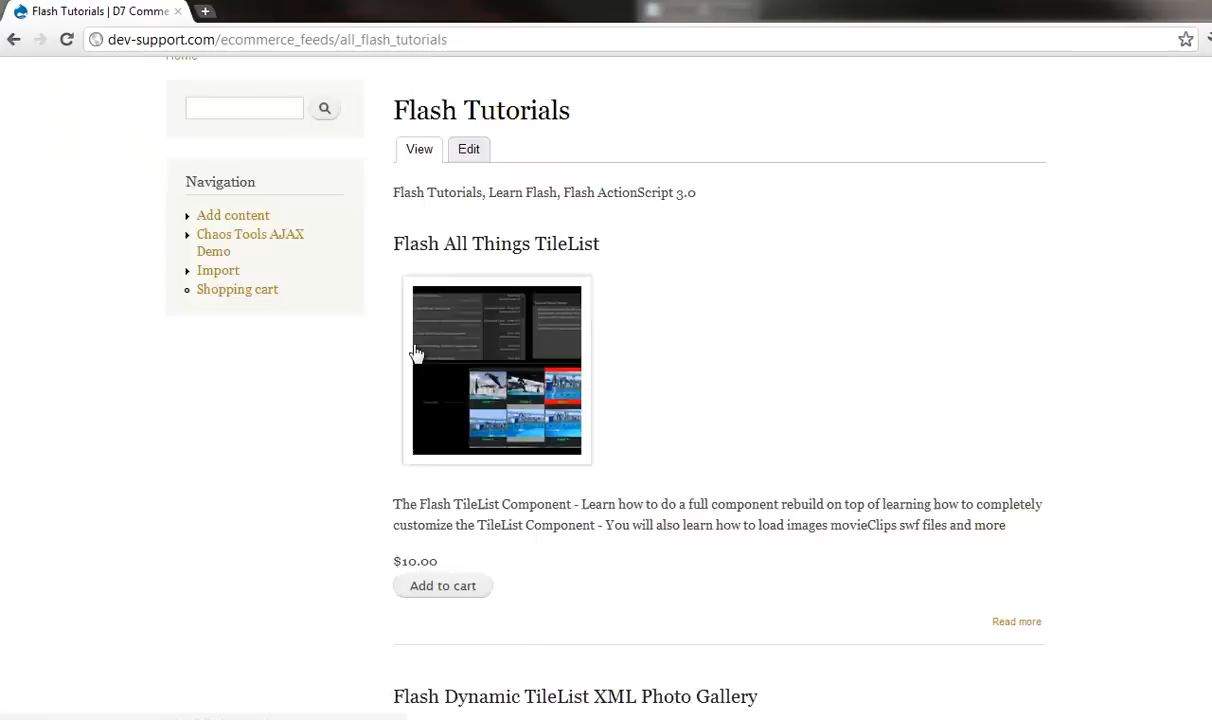 Flash Tutorials | D7 Comme
dev-support.com/ecommerce_feeds/all_flash_tutorials
Home
Flash Tutorials
View Edit
Navigation
Flash Tutorials, Learn Flash, Flash ActionScript 3.0
Add content
Chaos Tools AJAX
Demo
Import
Shopping cart
Flash All Things TileList
The Flash TileList Component - Learn how to do a full component rebuild on top of learning how to completely
customize the TileList Component - You will also learn how to load images movieClips swf files and more
$10.00
Add to cart
Read more
Flash Dynamic TileList XML Photo Gallery